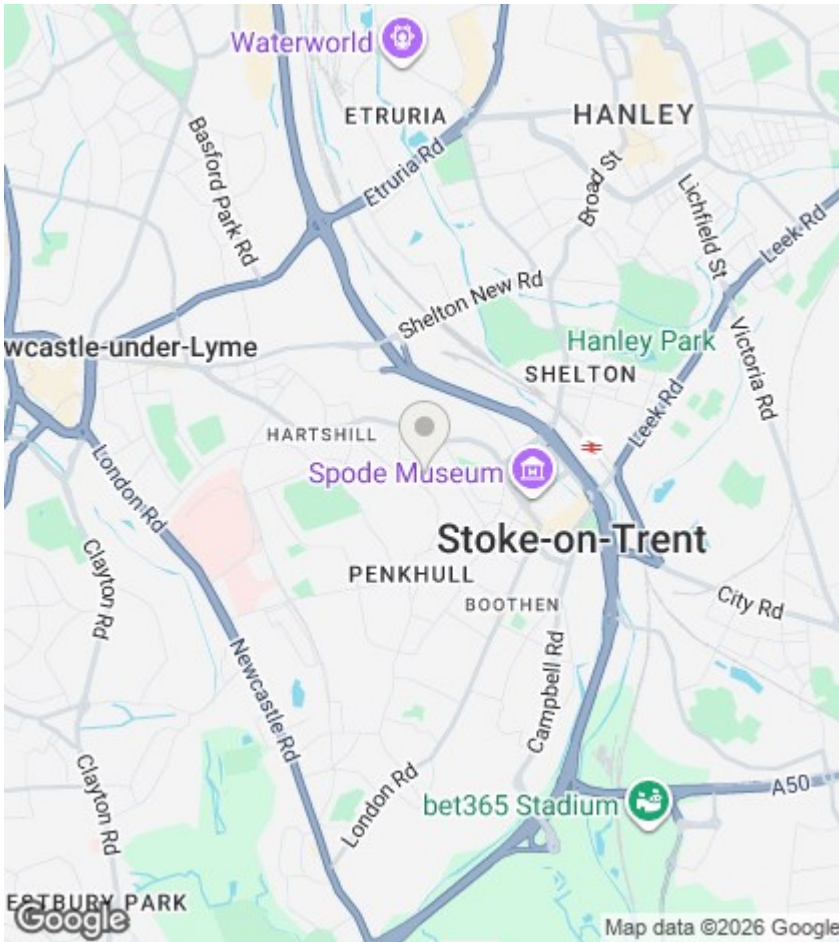 Waterworld
ETRURIA
HANLEY
Basford Park Rd
Etruria Rd
Broad St
Lichfield St
Leek Rd
Shelton New Rd
wcastle-under-Lyme
Hanley Park
SHELTON
Victoria Rd
Leek Rd
HARTSHILL
Spode Museum
London Rd
Stoke-on-Trent
Clayton Rd
PENKHULL
BOOTHEN
City Rd
Newcastle Rd
Campbell Rd
Clayton Rd
London Rd
A50
bet365 Stadium
ESTBURY PARK
Google
Map data ©2026 Google